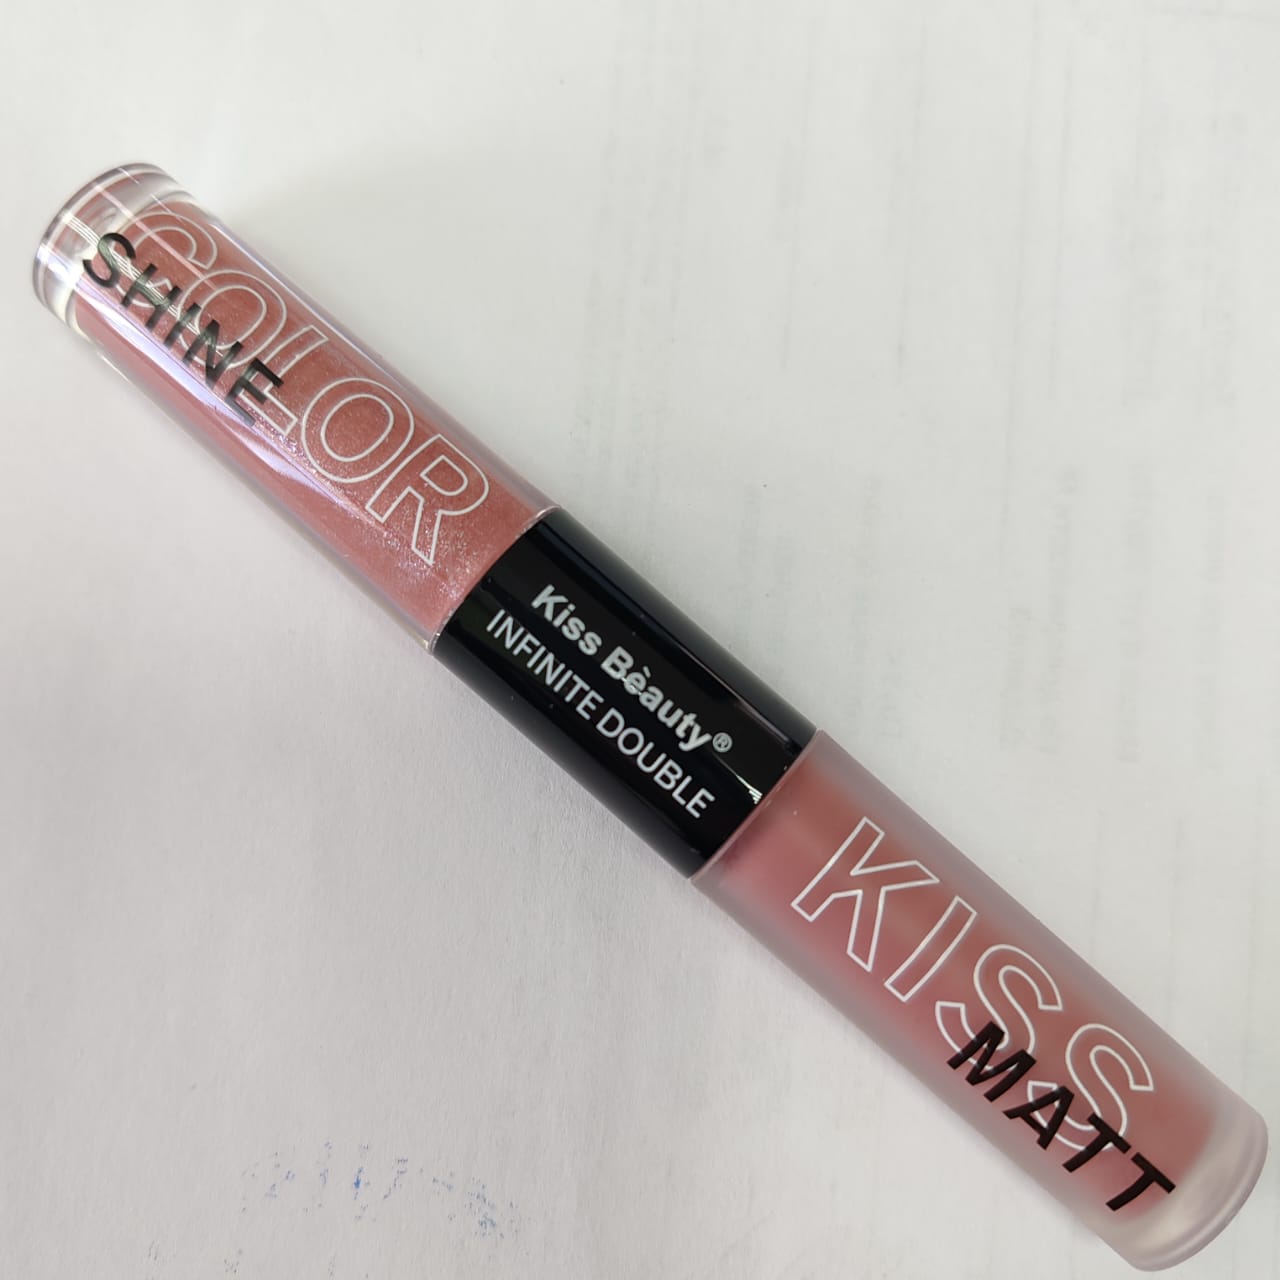 COLOR
SHINE
Kiss Bèauty®
INFINITE DOUBLE
KISS
MATT